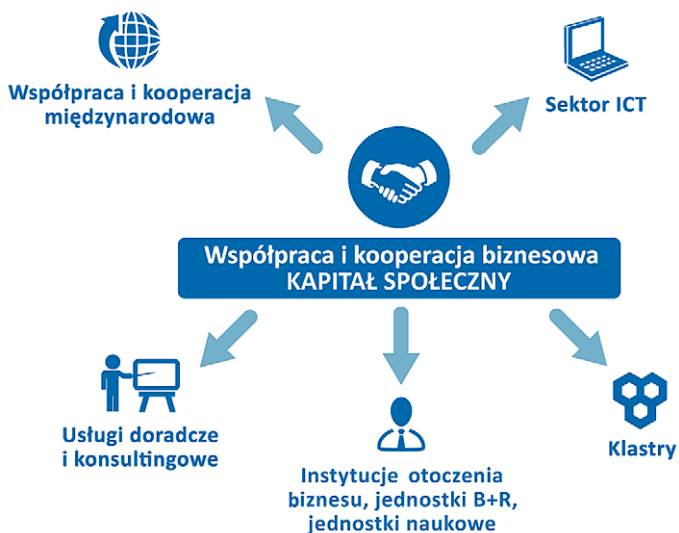 Współpraca i kooperacja
międzynarodowa
Sektor ICT
Współpraca i kooperacja biznesowa
KAPITAŁ SPOŁECZNY
Usługi doradcze
i konsultingowe
Instytucje otoczenia
biznesu, jednostki B+R,
jednostki naukowe
Klastry